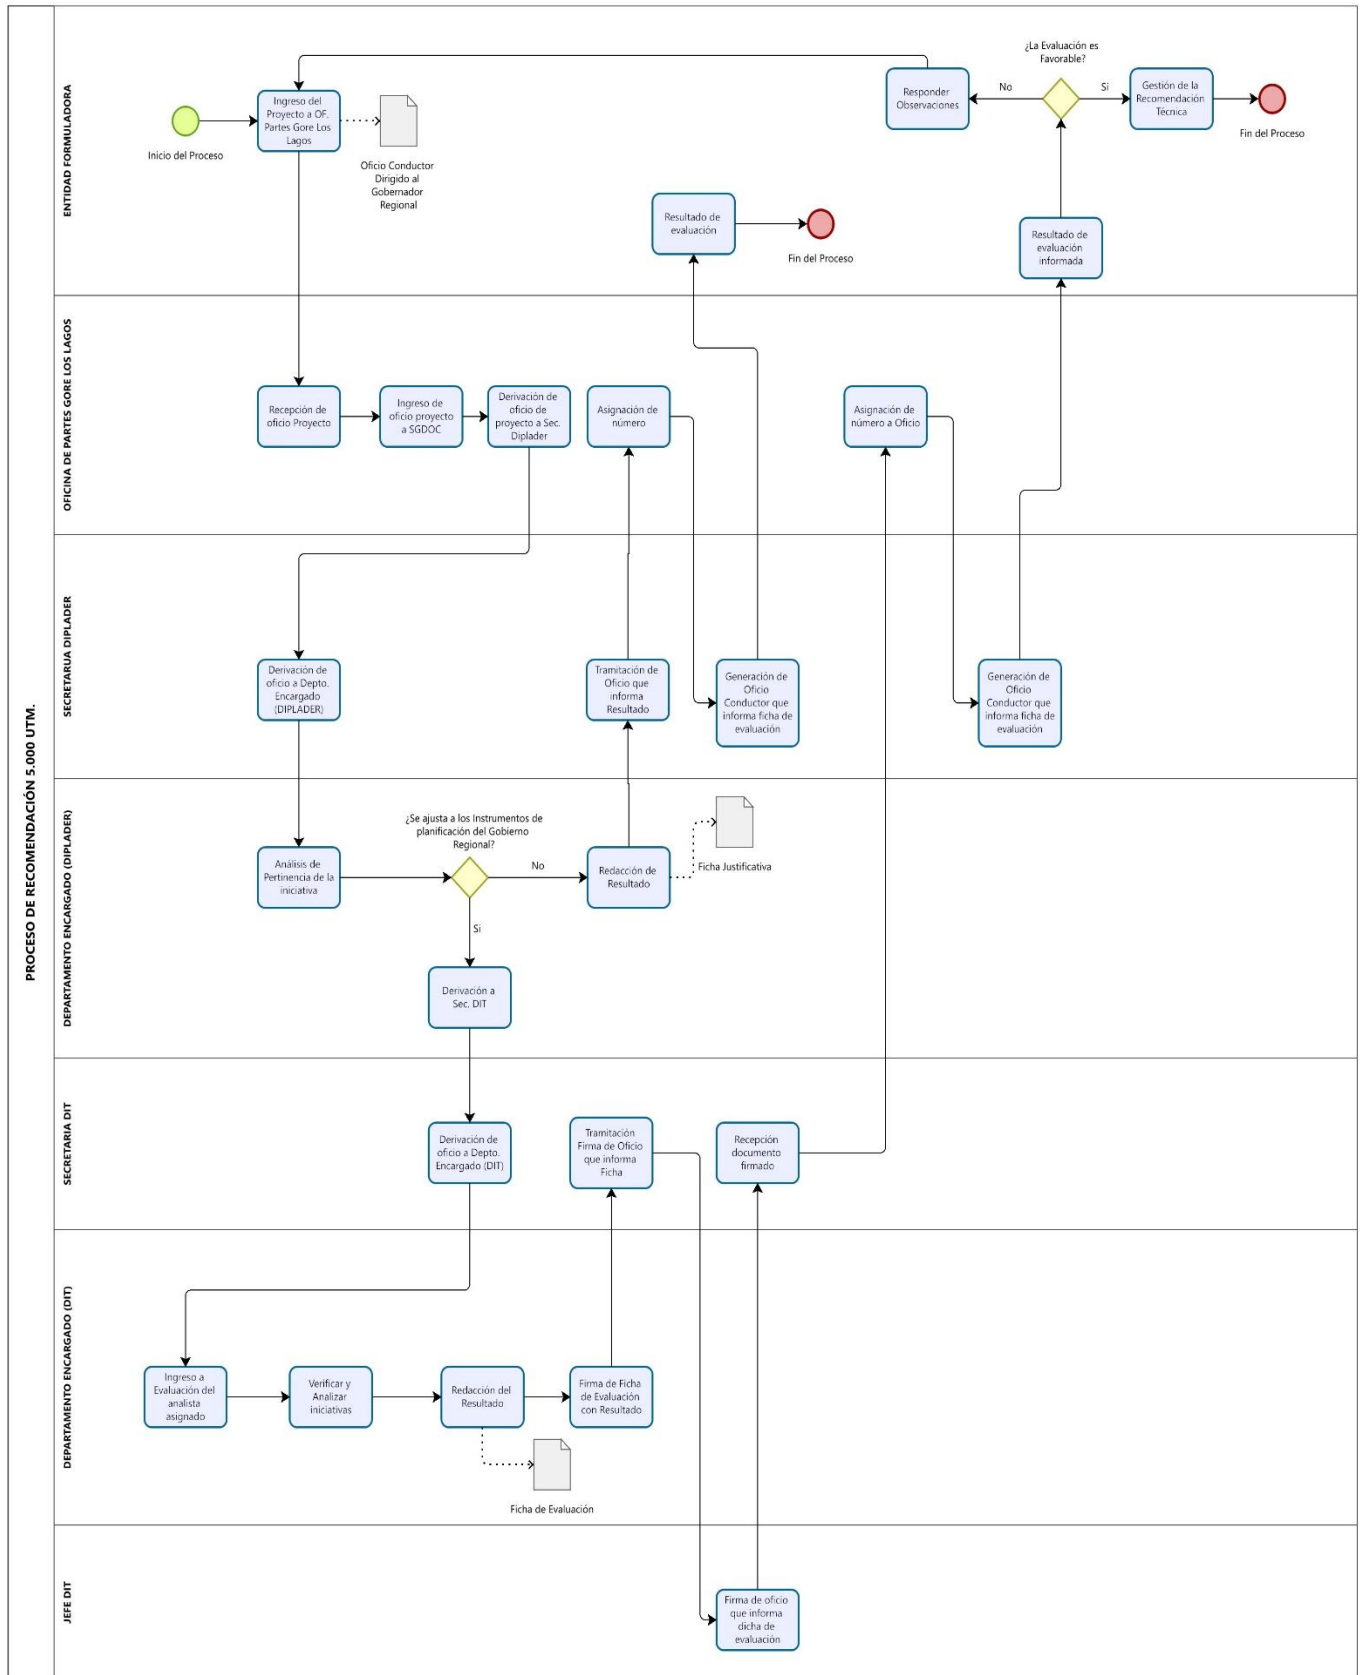 PROCESO DE RECOMENDACIÓN 5.000 UTM.
ENTIDAD FORMULADORA
Inicio del Proceso
Ingreso del
Proyecto a OF.
Partes Gore Los
Lagos
Oficio Conductor
Dirigido al
Gobernador
Regional
Resultado de
evaluación
Fin del Proceso
Responder
Observaciones
No
¿La Evaluación es
Favorable?
Si
Gestión de la
Recomendación
Técnica
Fin del Proceso
Resultado de
evaluación
informada
OFICINA DE PARTES GORE LOS LAGOS
Recepción de
oficio Proyecto
Ingreso de
oficio proyecto
a SGDOC
Derivación de
oficio de
proyecto a Sec.
Diplader
Asignación de
número
Asignación de
número a Oficio
SECRETARUA DIPLADER
Derivación de
oficio a Depto.
Encargado
(DIPLADER)
Tramitación de
Oficio que
informa
Resultado
Generación de
Oficio
Conductor que
informa ficha de
evaluación
Generación de
Oficio
Conductor que
informa ficha de
evaluación
DEPARTAMENTO ENCARGADO (DIPLADER)
Análisis de
Pertinencia de la
iniciativa
¿Se ajusta a los Instrumentos de
planificación del Gobierno
Regional?
No
Si
Redacción de
Resultado
Ficha Justificativa
Derivación a
Sec. DIT
SECRETARIA DIT
Derivación de
oficio a Depto.
Encargado (DIT)
Tramitación
Firma de Oficio
que informa
Ficha
Recepción
documento
firmado
DEPARTAMENTO ENCARGADO (DIT)
Ingreso a
Evaluación del
analista
asignado
Verificar y
Analizar
iniciativas
Redacción del
Resultado
Firma de Ficha
de Evaluación
con Resultado
Ficha de Evaluación
JEFE DIT
Firma de oficio
que informa
dicha de
evaluación